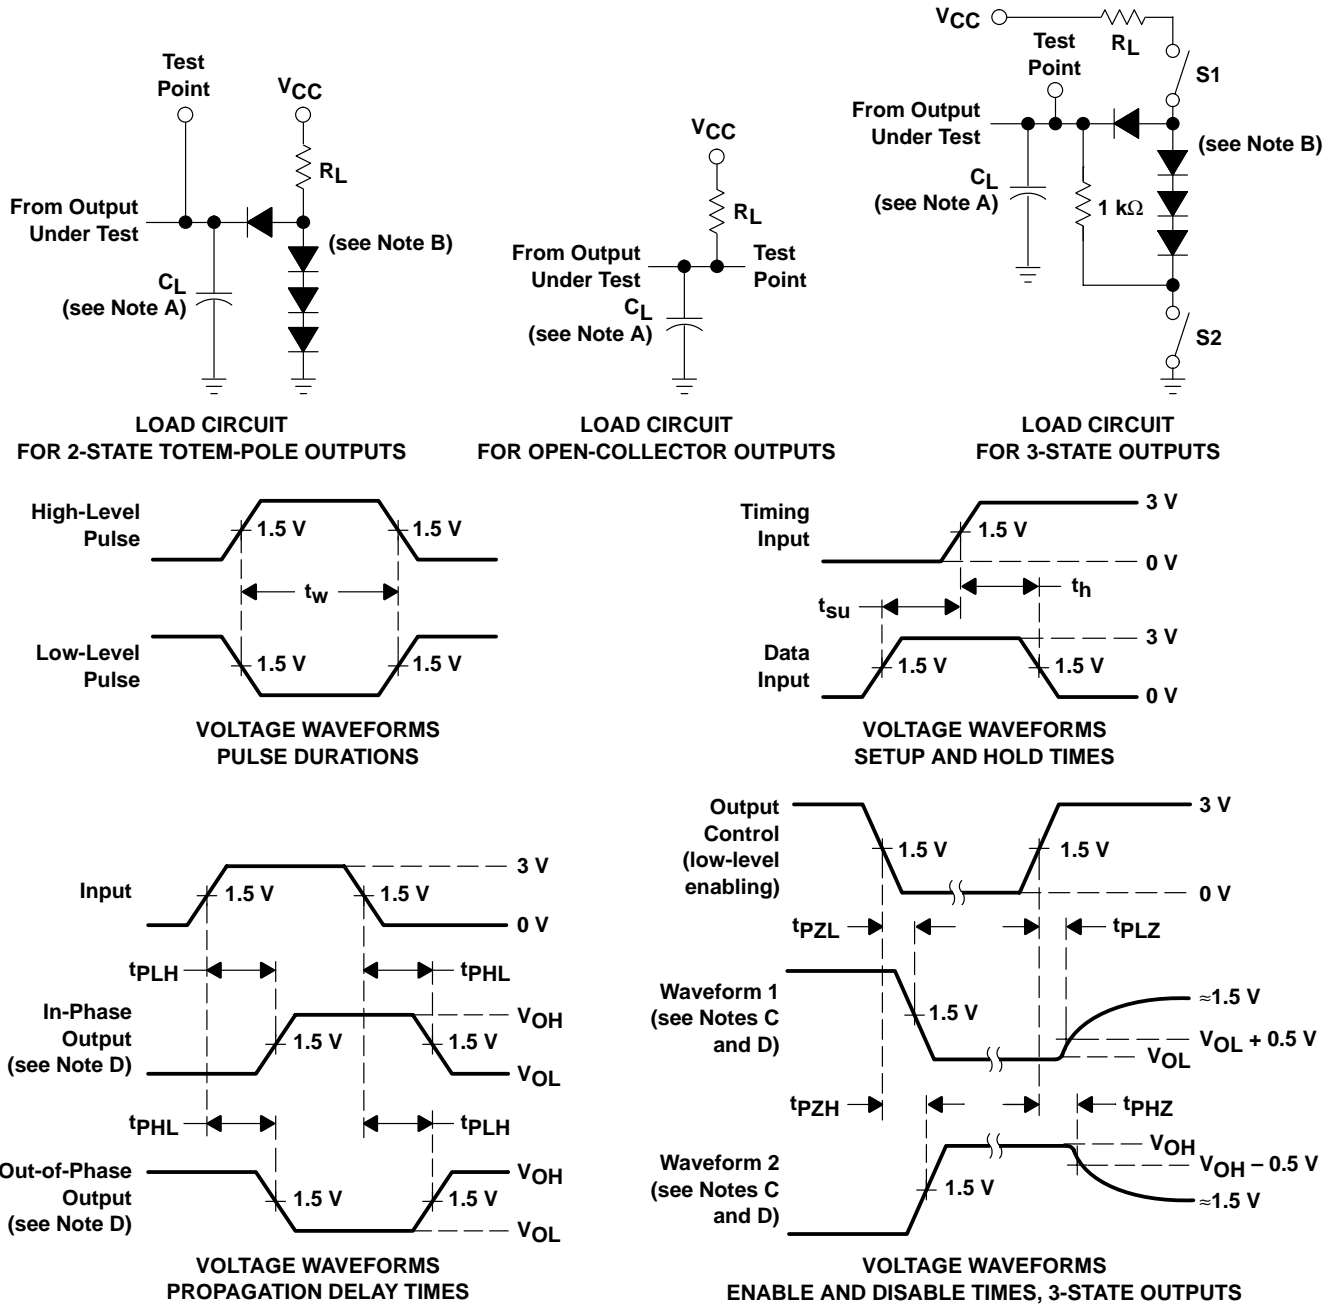 Test
Point
VCC
RL
From Output
Under Test
(see Note B)
CL
(see Note A)
LOAD CIRCUIT
FOR 2-STATE TOTEM-POLE OUTPUTS
VCC
RL
From Output
Under Test
Test
Point
CL
(see Note A)
LOAD CIRCUIT
FOR OPEN-COLLECTOR OUTPUTS
VCC
RL
Test
Point
S1
From Output
Under Test
(see Note B)
CL
(see Note A)
1 kΩ
S2
LOAD CIRCUIT
FOR 3-STATE OUTPUTS
High-Level
Pulse
1.5 V
1.5 V
tw
Low-Level
Pulse
1.5 V
1.5 V
VOLTAGE WAVEFORMS
PULSE DURATIONS
Timing
Input
1.5 V
3 V
0 V
th
tsu
Data
Input
1.5 V
1.5 V
3 V
0 V
VOLTAGE WAVEFORMS
SETUP AND HOLD TIMES
Input
1.5 V
1.5 V
3 V
0 V
tPLH
tPHL
In-Phase
Output
(see Note D)
1.5 V
1.5 V
VOH
VOL
tPHL
tPLH
Out-of-Phase
Output
(see Note D)
1.5 V
1.5 V
VOH
VOL
VOLTAGE WAVEFORMS
PROPAGATION DELAY TIMES
Output
Control
(low-level
enabling)
1.5 V
1.5 V
3 V
0 V
tPZL
tPLZ
Waveform 1
(see Notes C
and D)
1.5 V
≈1.5 V
VOL + 0.5 V
VOL
tPZH
tPHZ
Waveform 2
(see Notes C
and D)
1.5 V
VOH
VOH – 0.5 V
≈1.5 V
VOLTAGE WAVEFORMS
ENABLE AND DISABLE TIMES, 3-STATE OUTPUTS